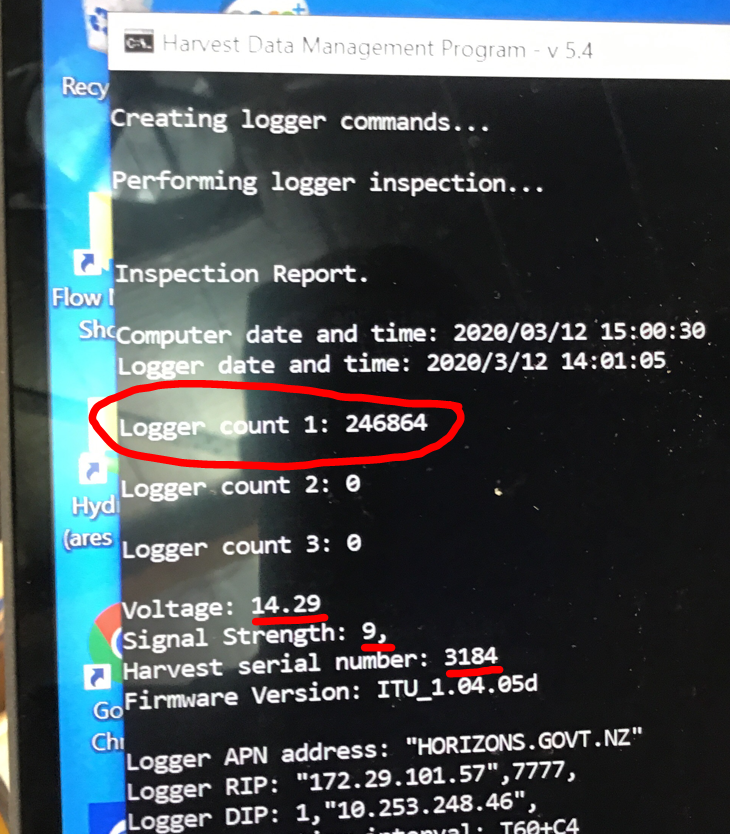 Harvest Data Management Program - v 5.4
Recy
Creating logger commands...
Performing logger inspection...
Inspection Report.
Flow
Sho
Computer date and time: 2020/03/12 15:00:30
Logger date and time: 2020/3/12 14:01:05
Logger count 1: 246864
Logger count 2: 0
Hyd
(ares
Logger count 3: 0
Voltage: 14.29
Signal Strength: 9,
Harvest serial number: 3184
Firmware Version: ITU_1.04.05d
Go
Chr
Logger APN address: "HORIZONS.GOVT.NZ"
Logger RIP: "172.29.101.57",7777,
Logger DIP: 1,"10.253.248.46",
interval: T60+C4